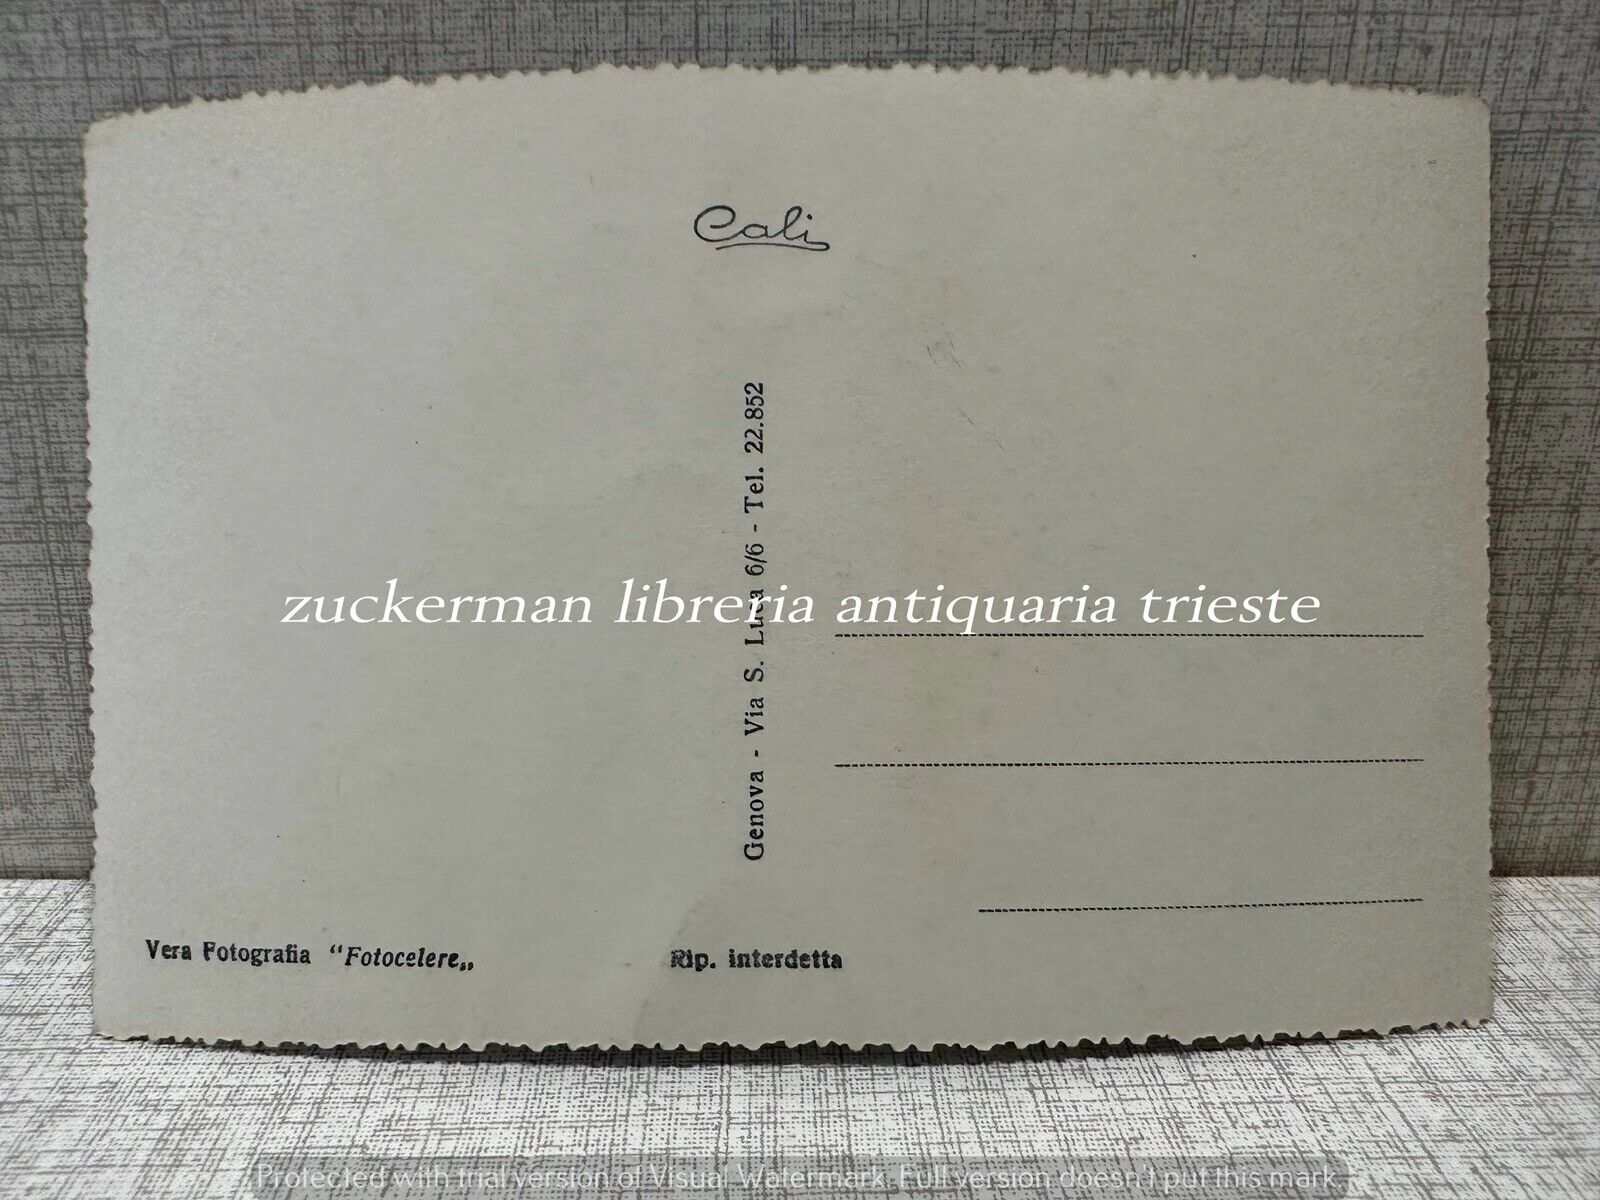 Cali
Genova - Via S. Luca 6/6 - Tel. 22.852
zuckerman libreria antiquaria trieste
Vera Fotografia "Fotocelere„
Rip. interdetta
Protected with trial version of Visual Watermark. Full version doesn't put this mark.